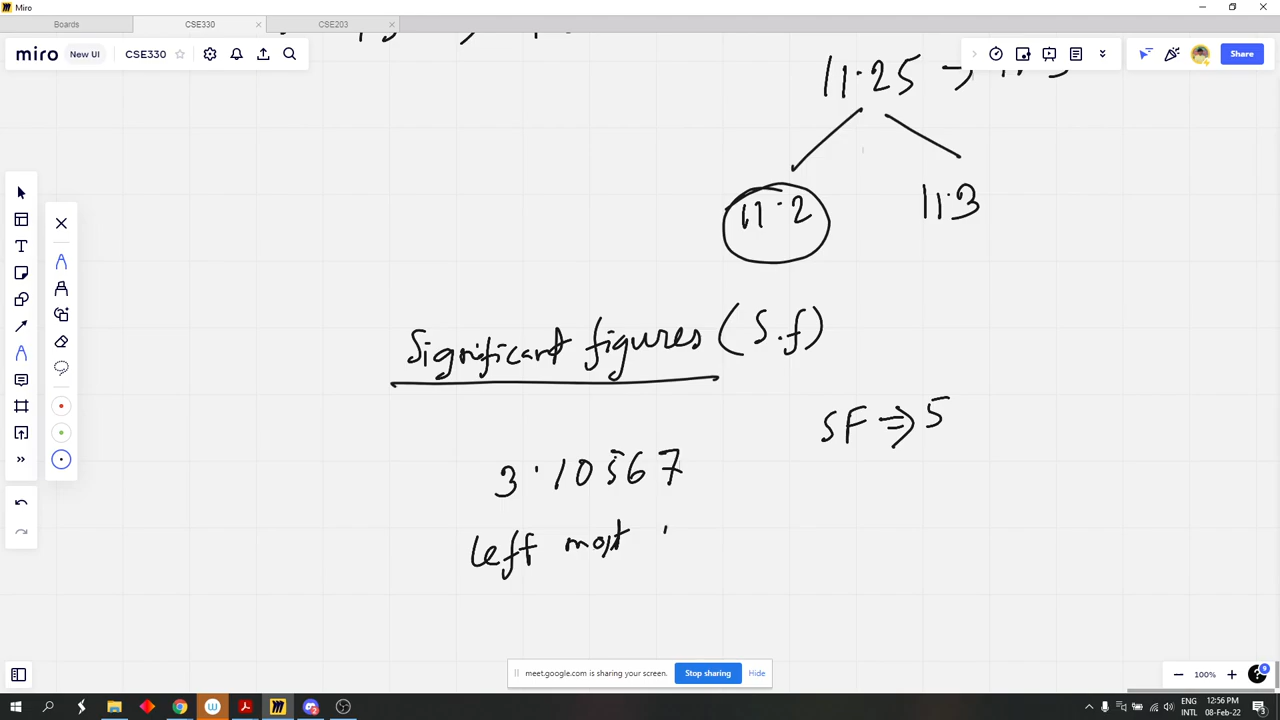 Miro
Boards
CSE330
CSE203
miro
New UI
CSE330
Share
11.25 →
11.2
11.3
Significant figures (S.f)
SF ⇒ 5
3.10567
left most
meet.google.com is sharing your screen.
Stop sharing
Hide
100%
9
12:56 PM
ENG
INTL
08-Feb-22
3